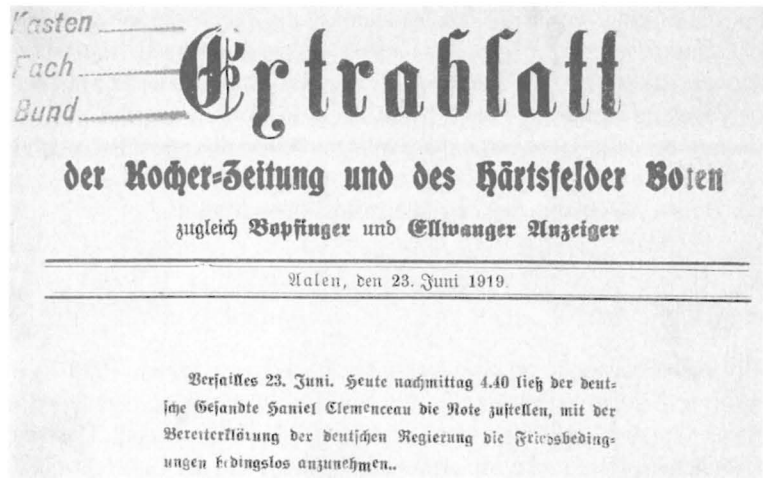 Kasten
Fach
Bund
Extrablatt
der Kocher-Zeitung und des Härtsfelder Boten
zugleich Bopfinger und Ellwanger Anzeiger
Aalen, den 23. Juni 1919.
Versailles 23. Juni. Heute nachmittag 4.40 ließ der deut-
sche Gesandte Haniel Clemenceau die Note zustellen, mit der
Bereiterklärung der deutschen Regierung die Friedsbeding-
ungen bedingslos anzunehmen..